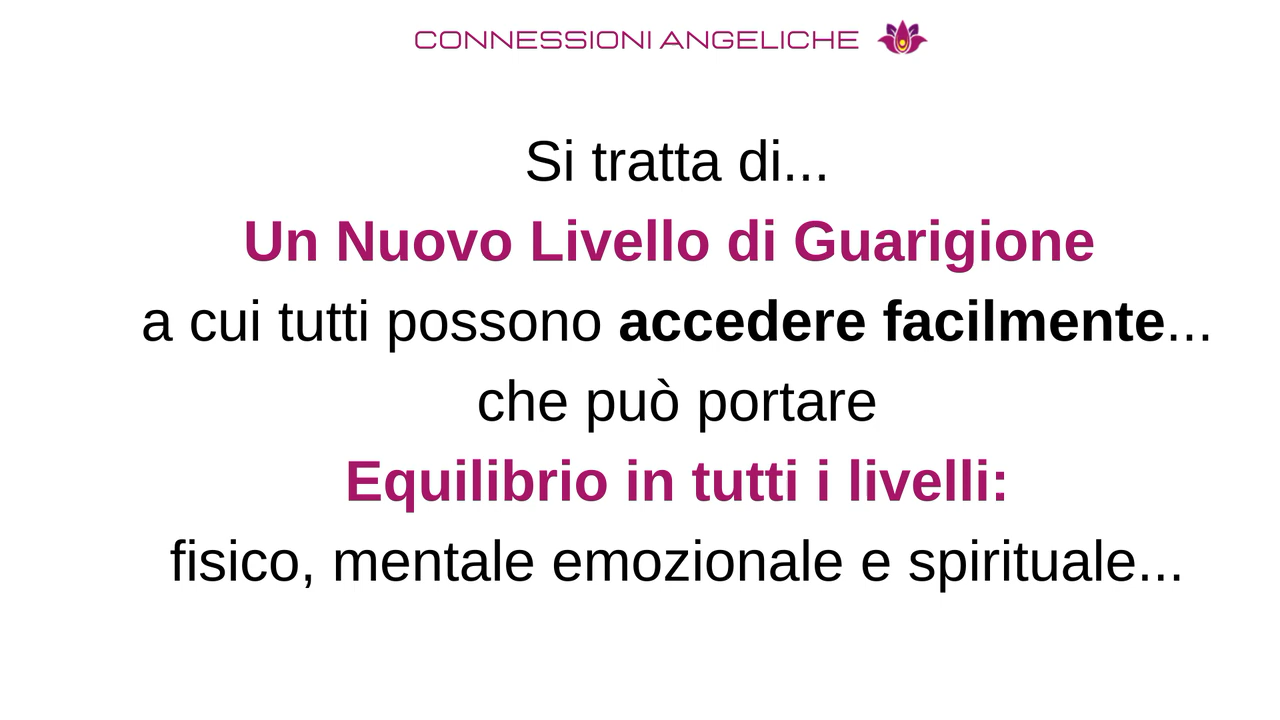 CONNESSIONI ANGELICHE
Si tratta di...
Un Nuovo Livello di Guarigione
a cui tutti possono accedere facilmente...
che può portare
Equilibrio in tutti i livelli:
fisico, mentale emozionale e spirituale...